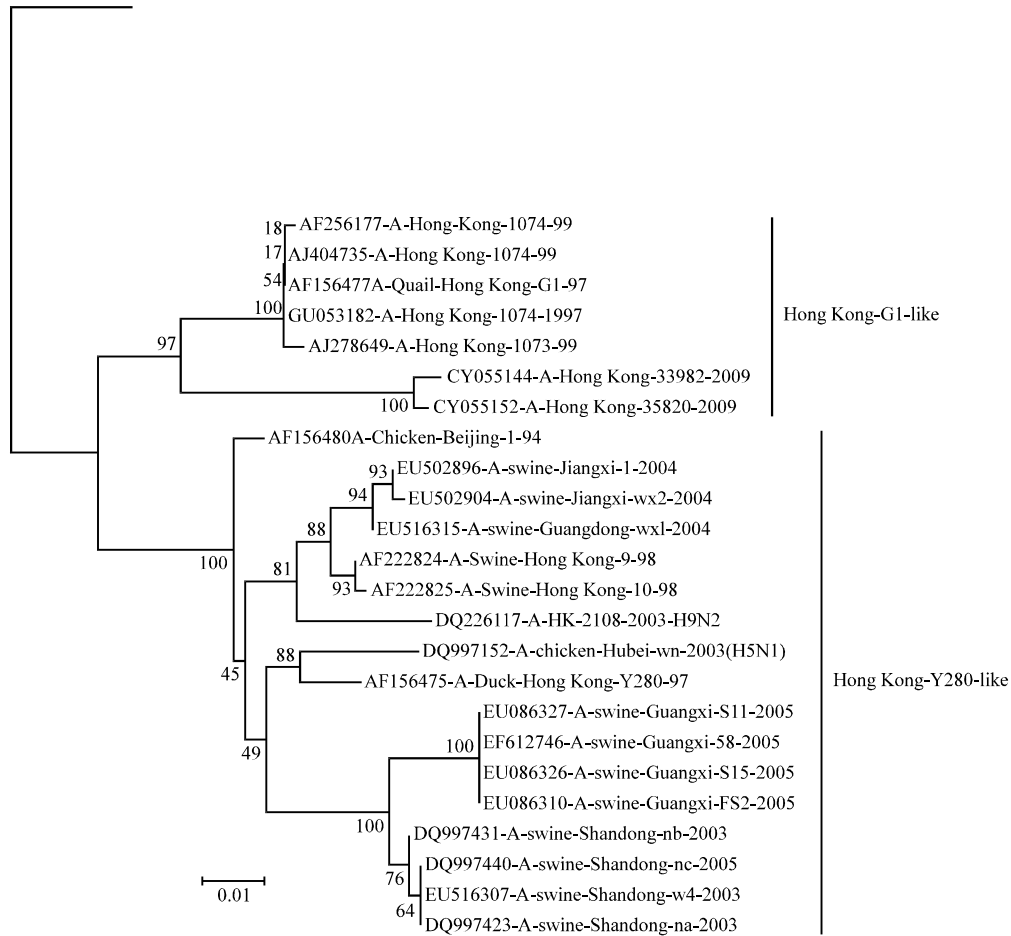 18
AF256177-A-Hong-Kong-1074-99
17
AJ404735-A-Hong Kong-1074-99
54
AF156477A-Quail-Hong Kong-G1-97
100
GU053182-A-Hong Kong-1074-1997
Hong Kong-G1-like
97
AJ278649-A-Hong Kong-1073-99
CY055144-A-Hong Kong-33982-2009
100
CY055152-A-Hong Kong-35820-2009
AF156480A-Chicken-Beijing-1-94
93
EU502896-A-swine-Jiangxi-1-2004
94
EU502904-A-swine-Jiangxi-wx2-2004
88
EU516315-A-swine-Guangdong-wxl-2004
100
AF222824-A-Swine-Hong Kong-9-98
81
93
AF222825-A-Swine-Hong Kong-10-98
DQ226117-A-HK-2108-2003-H9N2
88
DQ997152-A-chicken-Hubei-wn-2003(H5N1)
45
AF156475-A-Duck-Hong Kong-Y280-97
Hong Kong-Y280-like
EU086327-A-swine-Guangxi-S11-2005
49
100
EF612746-A-swine-Guangxi-58-2005
EU086326-A-swine-Guangxi-S15-2005
EU086310-A-swine-Guangxi-FS2-2005
100
DQ997431-A-swine-Shandong-nb-2003
76
DQ997440-A-swine-Shandong-nc-2005
0.01
EU516307-A-swine-Shandong-w4-2003
64
DQ997423-A-swine-Shandong-na-2003